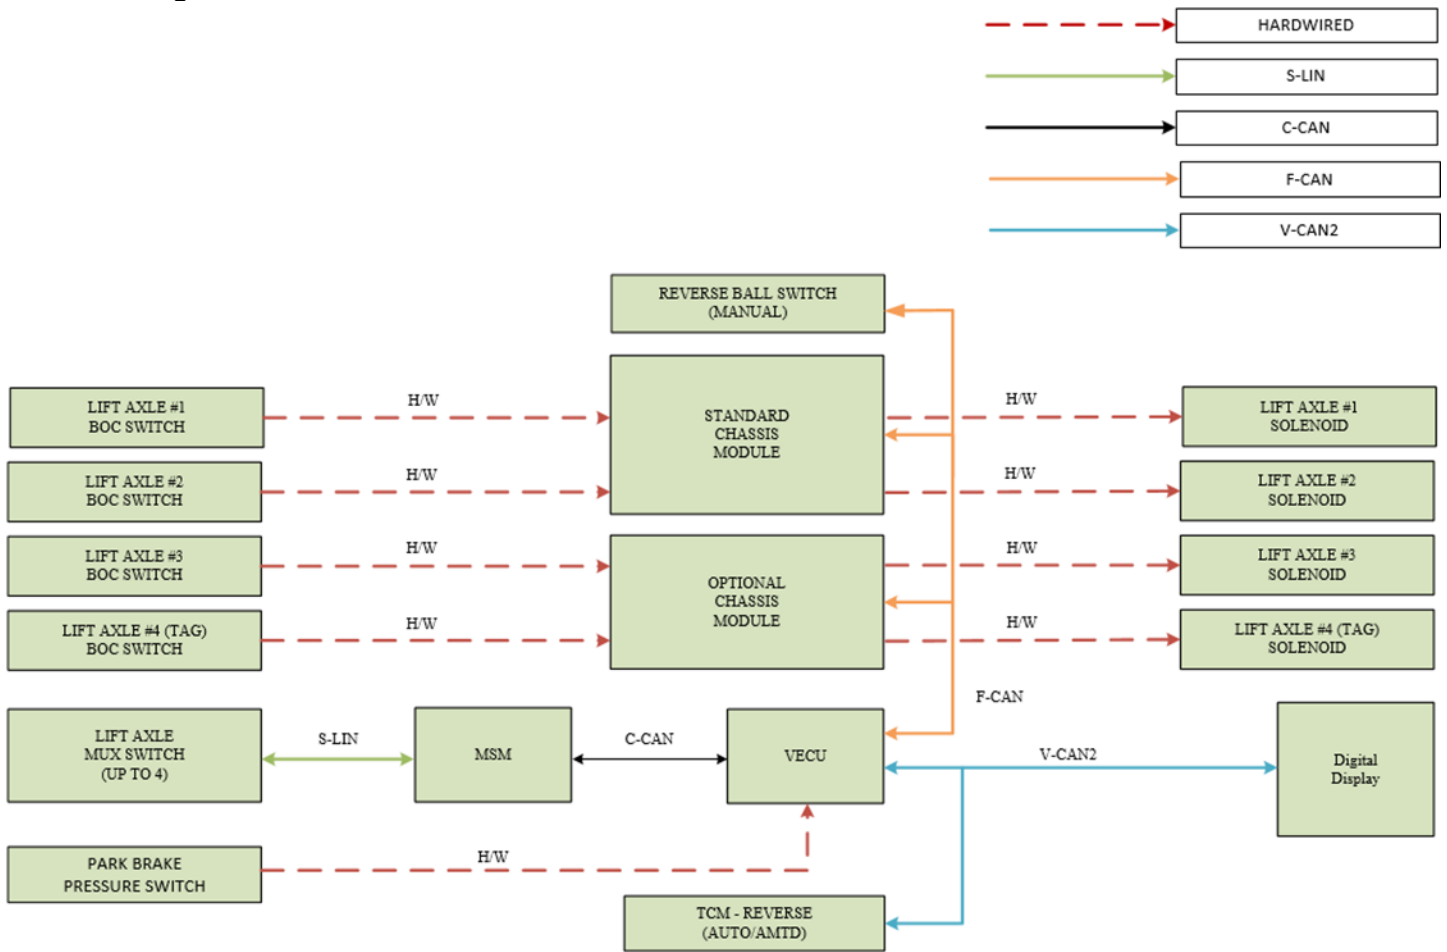 HARDWIRED
S-LIN
C-CAN
F-CAN
V-CAN2
REVERSE BALL SWITCH
(MANUAL)
LIFT AXLE #1
BOC SWITCH
H/W
STANDARD
CHASSIS
MODULE
H/W
LIFT AXLE #1
SOLENOID
LIFT AXLE #2
BOC SWITCH
H/W
H/W
LIFT AXLE #2
SOLENOID
LIFT AXLE #3
BOC SWITCH
H/W
OPTIONAL
CHASSIS
MODULE
H/W
LIFT AXLE #3
SOLENOID
LIFT AXLE #4 (TAG)
BOC SWITCH
H/W
H/W
LIFT AXLE #4 (TAG)
SOLENOID
F-CAN
LIFT AXLE
MUX SWITCH
(UP TO 4)
S-LIN
MSM
C-CAN
VECU
V-CAN2
Digital
Display
PARK BRAKE
PRESSURE SWITCH
H/W
TCM - REVERSE
(AUTO/AMTD)